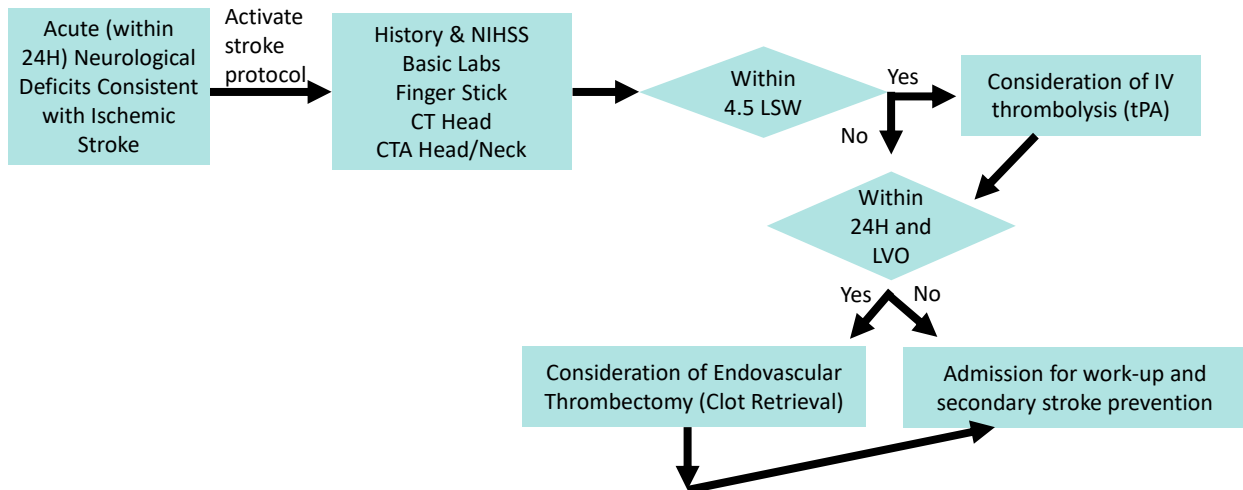 Acute (within
24H) Neurological
Deficits Consistent
with Ischemic
Stroke
Activate
stroke
protocol
History & NIHSS
Basic Labs
Finger Stick
CT Head
CTA Head/Neck
Within
4.5 LSW
Yes
No
Consideration of IV
thrombolysis (tPA)
Within
24H and
LVO
Yes
No
Consideration of Endovascular
Thrombectomy (Clot Retrieval)
Admission for work-up and
secondary stroke prevention